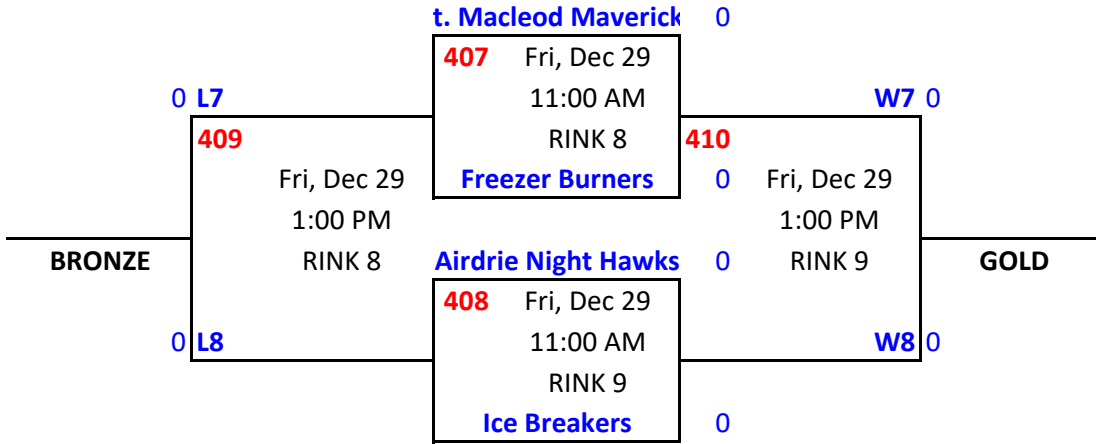 t. Macleod Maverick 0
407 Fri, Dec 29
0 L7 11:00 AM W7 0
409 RINK 8 410
Fri, Dec 29 Freezer Burners 0 Fri, Dec 29
1:00 PM 1:00 PM
BRONZE RINK 8 Airdrie Night Hawks 0 RINK 9 GOLD
408 Fri, Dec 29
0 L8 11:00 AM W8 0
RINK 9
Ice Breakers 0